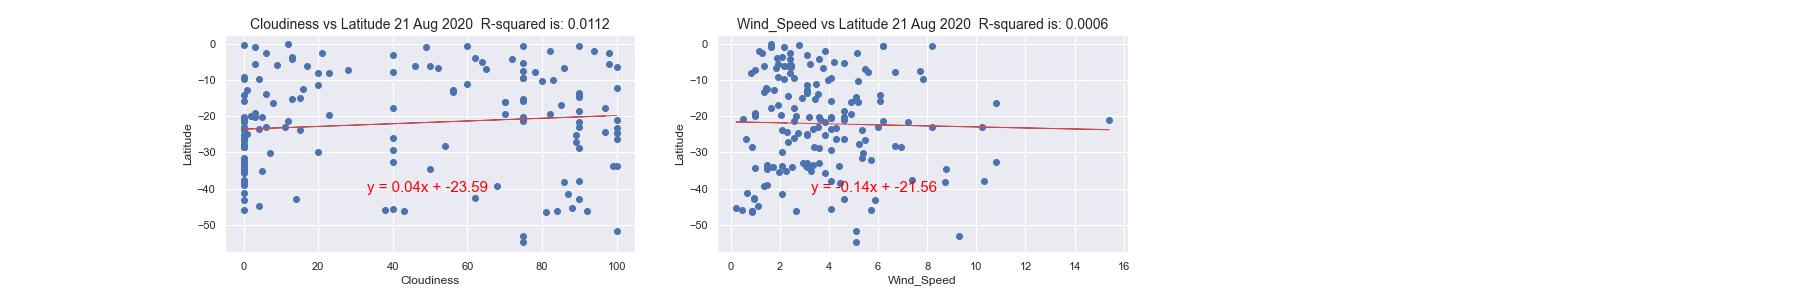 Cloudiness vs Latitude 21 Aug 2020  R-squared is: 0.0112
0
−10
−20
−30
−40
−50
Latitude
y = 0.04x + -23.59
0 20 40 60 80 100
Cloudiness
Wind_Speed vs Latitude 21 Aug 2020  R-squared is: 0.0006
0
−10
−20
−30
−40
−50
Latitude
y = -0.14x + -21.56
0 2 4 6 8 10 12 14 16
Wind_Speed